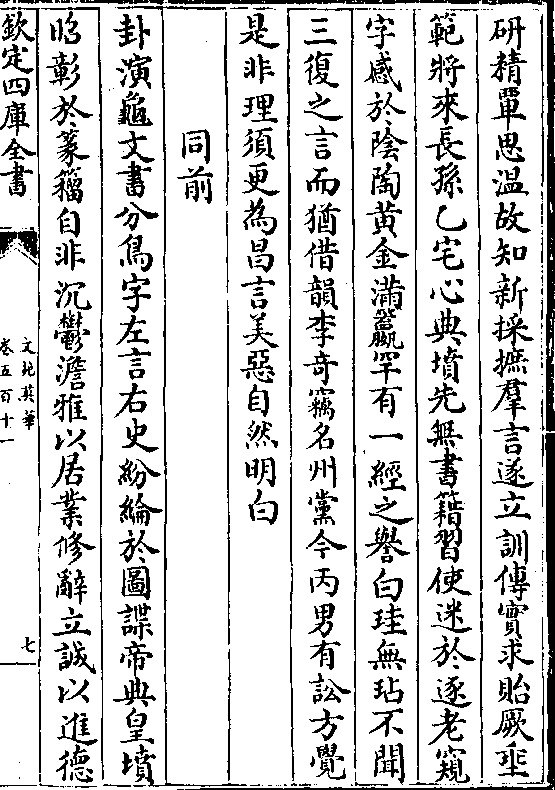 研精覃思温故知新採摭羣言遂立訓傳實求貽厥垂
範將來長孫乙宅心典墳先無書籍習使迷於逐老窺
字感於陰陶黄金滿籯罕有一經之譽白珪無玷不聞
三復之言而猶借韻李竒竊名州黨今丙男有訟方覺
是非理須更為昌言美惡自然明白
同前
卦演龜文書分鳥字左言右史紛綸於圖諜帝典皇墳
昭彰於篆籀自非沉鬱澹雅以居業修辭立誠以進德
欽定四庫全書
文苑英華
卷五百十一
七